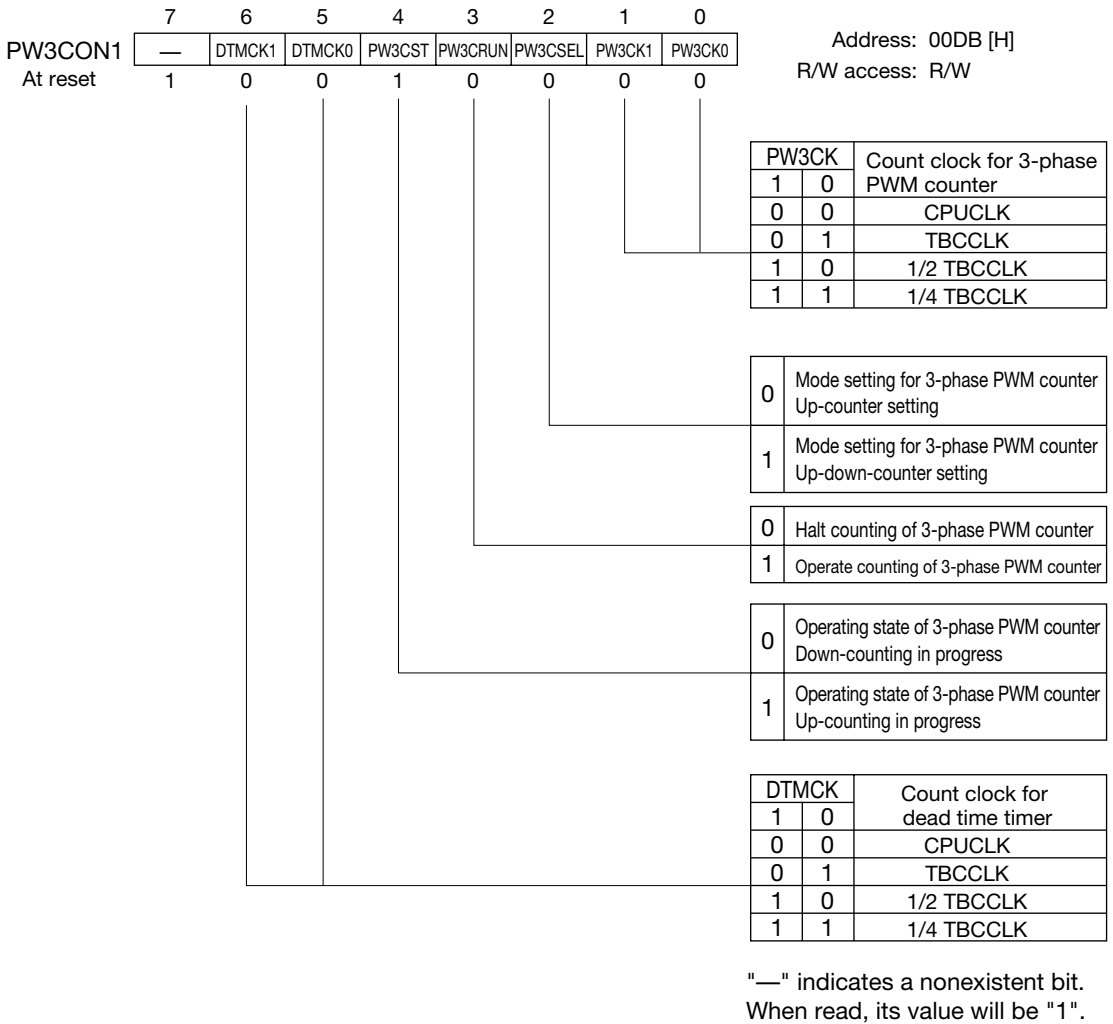 7 6 5 4 3 2 1 0
PW3CON1 — DTMCK1 DTMCK0 PW3CST PW3CRUN PW3CSEL PW3CK1 PW3CK0
At reset 1 0 0 1 0 0 0 0
Address: 00DB [H]
R/W access: R/W
PW3CK Count clock for 3-phase
1 0 PWM counter
0 0 CPUCLK
0 1 TBCCLK
1 0 1/2 TBCCLK
1 1 1/4 TBCCLK
0 Mode setting for 3-phase PWM counter
Up-counter setting
1 Mode setting for 3-phase PWM counter
Up-down-counter setting
0 Halt counting of 3-phase PWM counter
1 Operate counting of 3-phase PWM counter
0 Operating state of 3-phase PWM counter
Down-counting in progress
1 Operating state of 3-phase PWM counter
Up-counting in progress
DTMCK Count clock for
1 0 dead time timer
0 0 CPUCLK
0 1 TBCCLK
1 0 1/2 TBCCLK
1 1 1/4 TBCCLK
"—" indicates a nonexistent bit.
When read, its value will be "1".